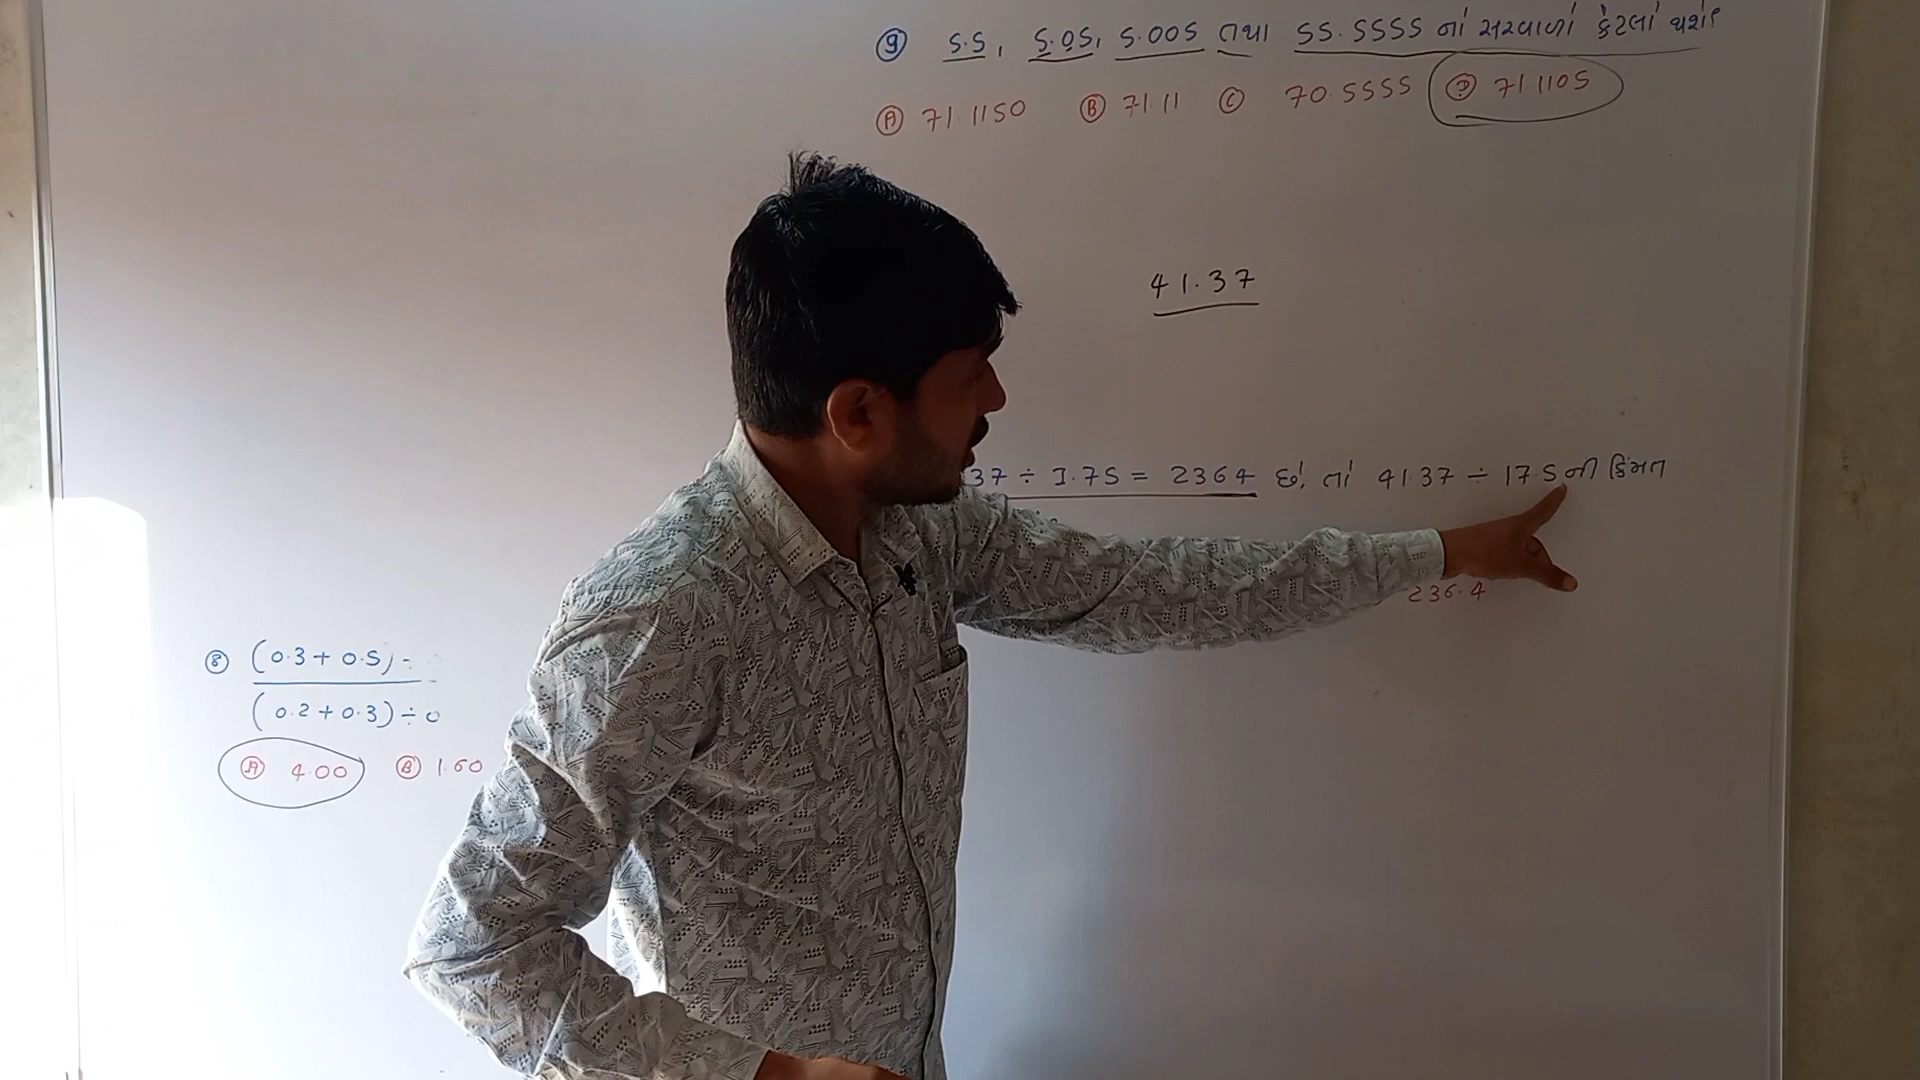 ⑨ 5.5, 5.05, 5.005 તથા 55.5555 નાં સરવાળો કેટલો થશે?
Ⓐ 71.1150 Ⓑ 71.11 Ⓒ 70.5555 Ⓓ 71.1105
41.37
37 ÷ 1.75 = 2364 છે, તો 41.37 ÷ 17.5 ની કિંમત
236.4
⑧ (0.3 + 0.5) ÷
(0.2 + 0.3) ÷ 0
Ⓐ 4.00 Ⓑ 1.60